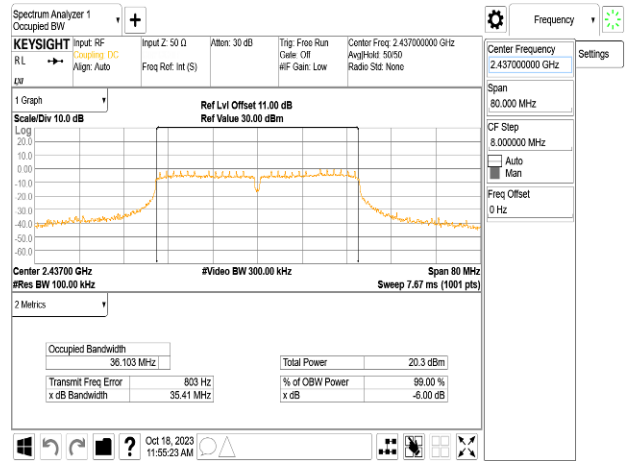 Spectrum Analyzer 1
Occupied BW
Frequency
KEYSIGHT
RL
Input: RF
Coupling: DC
Align: Auto
Input Z: 50 Ω
Freq Ref: Int (S)
Atten: 30 dB
Trig: Free Run
Gate: Off
#IF Gain: Low
Center Freq: 2.437000000 GHz
Avg|Hold: 50/50
Radio Std: None
Center Frequency
2.437000000 GHz
Settings
Span
80.000 MHz
CF Step
8.000000 MHz
Auto
Man
Freq Offset
0 Hz
1 Graph
Scale/Div 10.0 dB
Ref Lvl Offset 11.00 dB
Ref Value 30.00 dBm
Log
20.0
10.0
0.00
-10.0
-20.0
-30.0
-40.0
-50.0
-60.0
Center 2.43700 GHz
#Res BW 100.00 kHz
#Video BW 300.00 kHz
Span 80 MHz
Sweep 7.67 ms (1001 pts)
2 Metrics
Occupied Bandwidth
36.103 MHz
Transmit Freq Error 803 Hz
x dB Bandwidth 35.41 MHz
Total Power 20.3 dBm
% of OBW Power 99.00 %
x dB -6.00 dB
Oct 18, 2023
11:55:23 AM